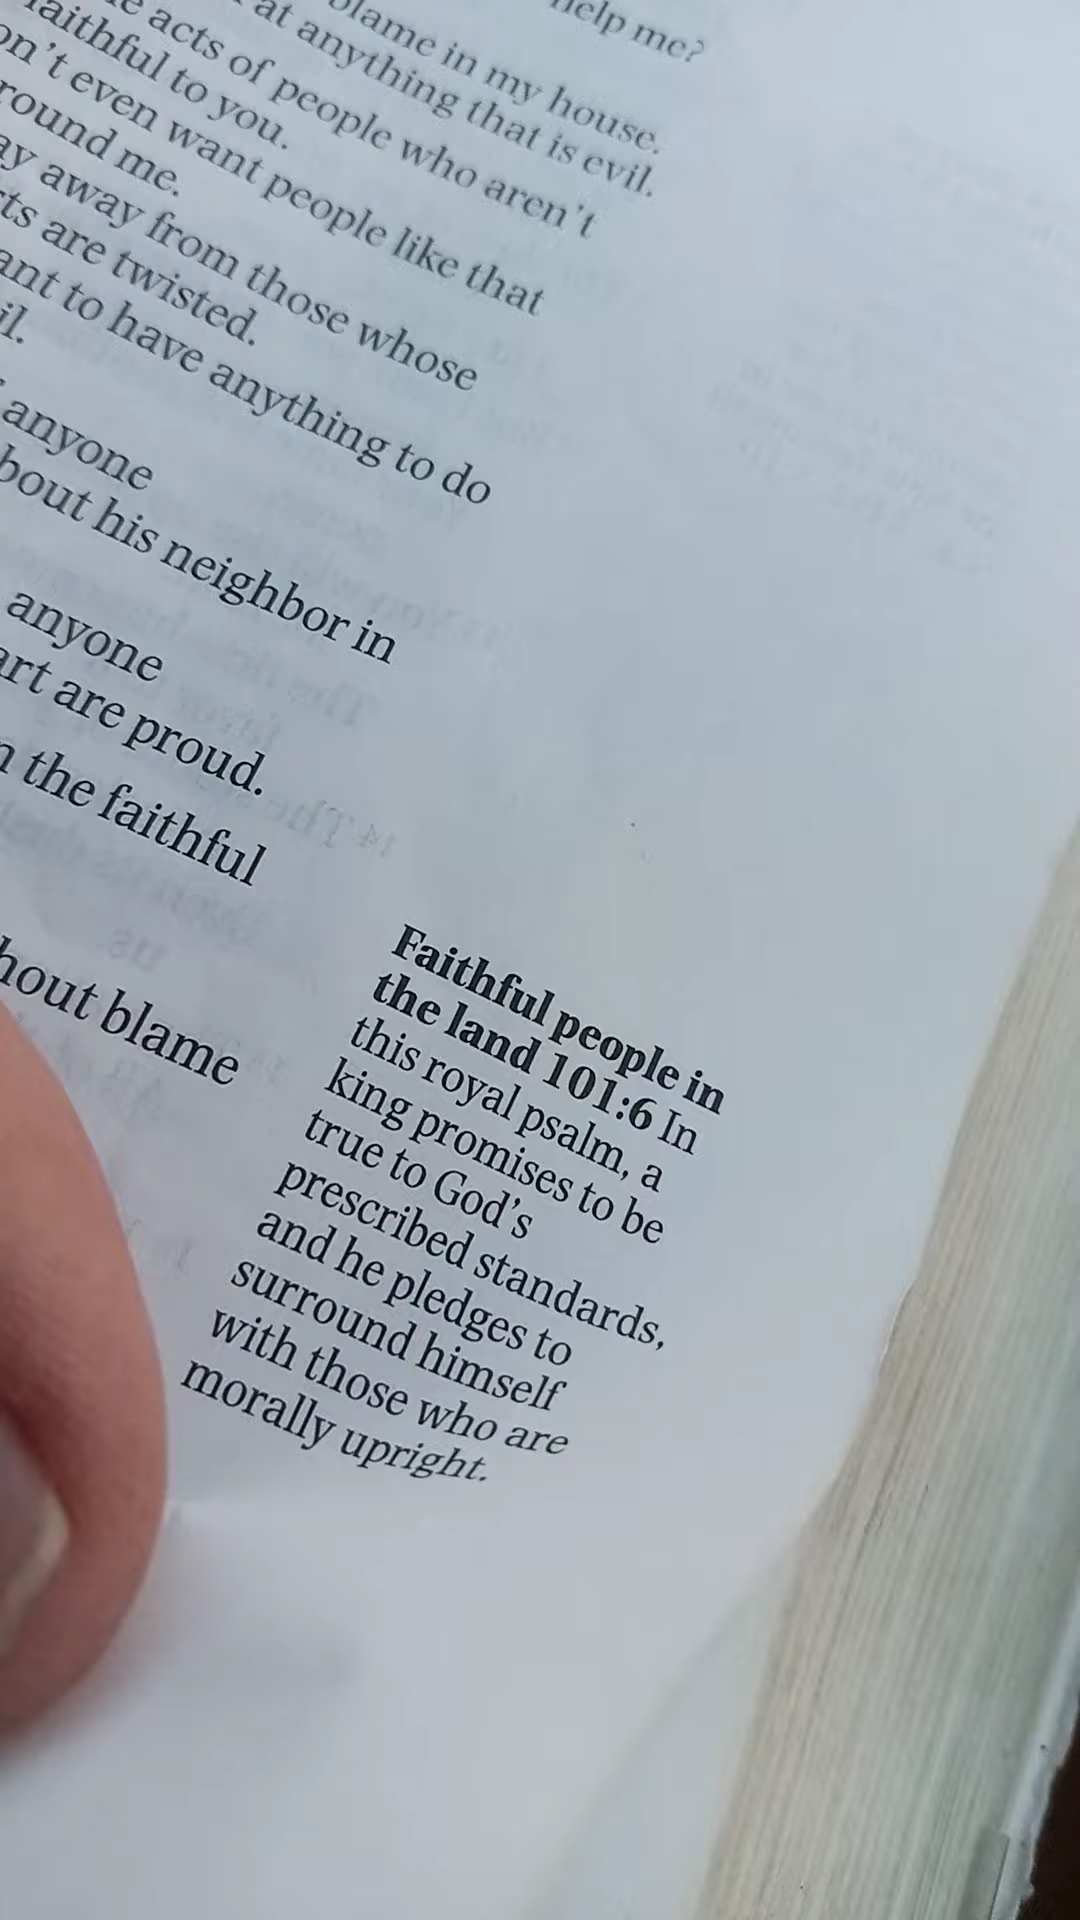 help me?
blame in my house.
at anything that is evil.
acts of people who aren't
faithful to you.
on't even want people like that
round me.
ay away from those whose
rts are twisted.
ant to have anything to do
il.
anyone
bout his neighbor in
anyone
art are proud.
n the faithful
hout blame
Faithful people in
the land 101:6 In
this royal psalm, a
king promises to be
true to God's
prescribed standards,
and he pledges to
surround himself
with those who are
morally upright.